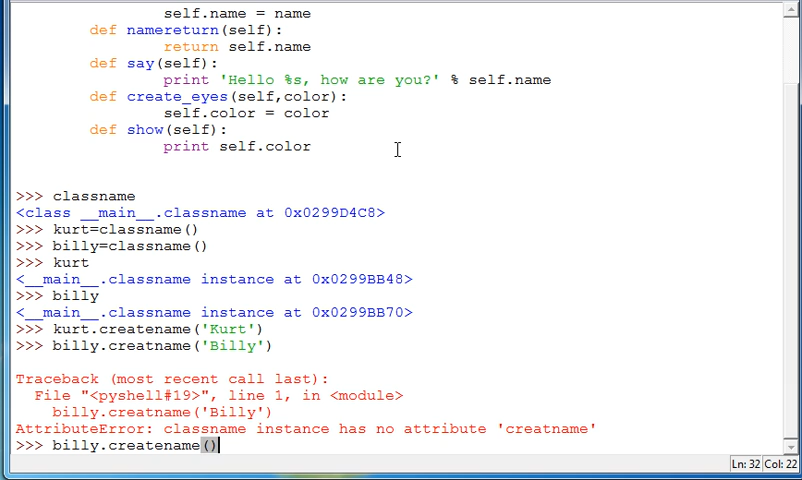 self.name = name
def namereturn(self):
return self.name
def say(self):
print 'Hello %s, how are you?' % self.name
def create_eyes(self,color):
self.color = color
def show(self):
print self.color
>>> classname
<class __main__.classname at 0x0299D4C8>
>>> kurt=classname()
>>> billy=classname()
>>> kurt
<__main__.classname instance at 0x0299BB48>
>>> billy
<__main__.classname instance at 0x0299BB70>
>>> kurt.createname('Kurt')
>>> billy.creatname('Billy')
Traceback (most recent call last):
File "<pyshell#19>", line 1, in <module>
billy.creatname('Billy')
AttributeError: classname instance has no attribute 'creatname'
>>> billy.createname()
Ln: 32 Col: 22